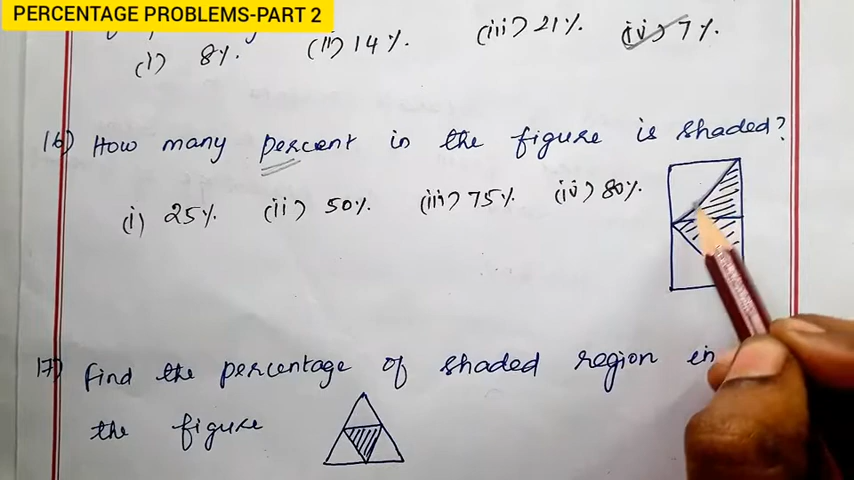 PERCENTAGE PROBLEMS-PART 2
(i) 8%. (ii) 14%. (iii) 21%. (iv) 7%.
16) How many percent in the figure is shaded?
(i) 25%. (ii) 50%. (iii) 75%. (iv) 80%.
17) Find the percentage of shaded region in
the figure